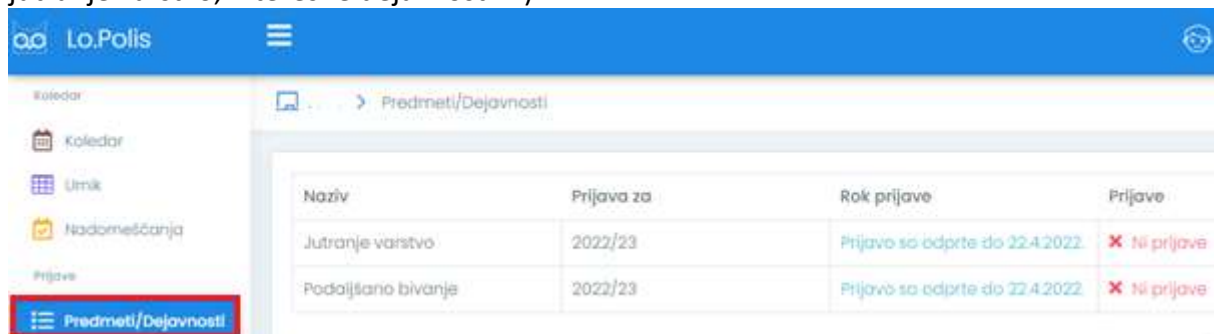 Lo.Polis
Koledar
Koledar
Urnik
Nadomeščanja
Prijave
Predmeti/Dejavnosti
> Predmeti/Dejavnosti
Naziv Prijava za Rok prijave Prijave
Jutranje varstvo 2022/23 Prijave so odprte do 22.4.2022. Ni prijave
Podaljšano bivanje 2022/23 Prijave so odprte do 22.4.2022. Ni prijave